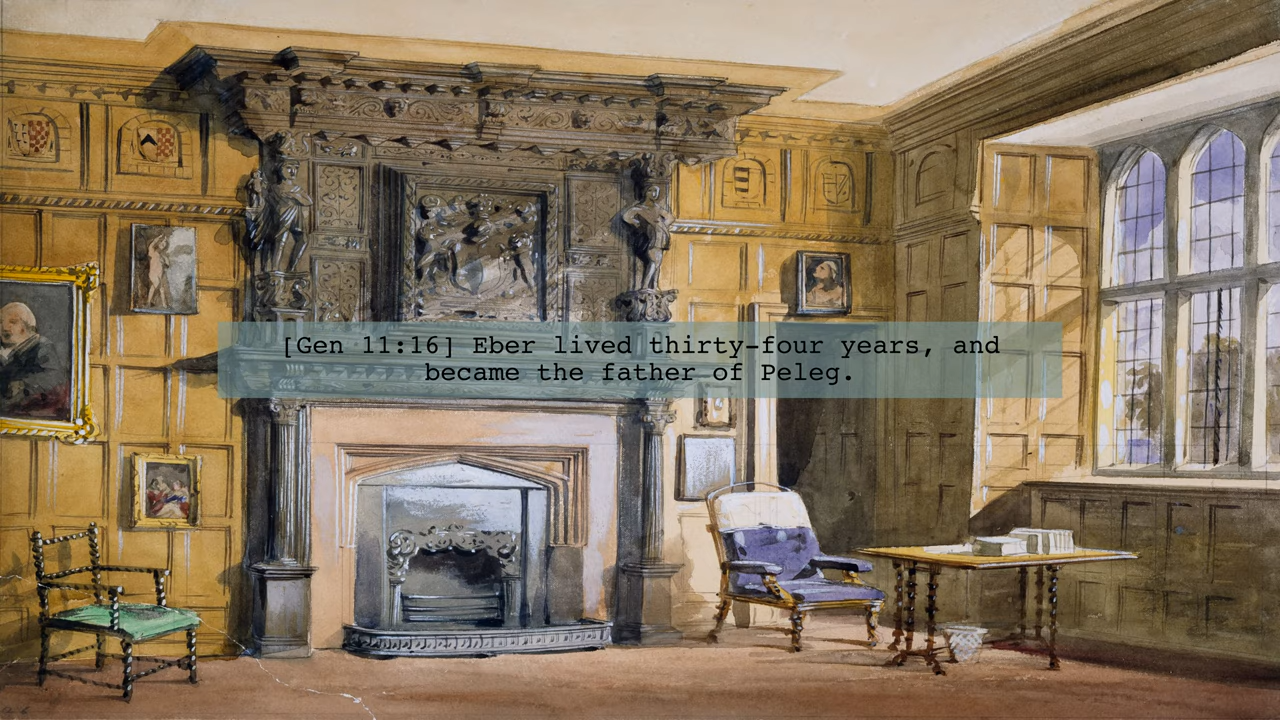 [Gen 11:16] Eber lived thirty-four years, and
became the father of Peleg.